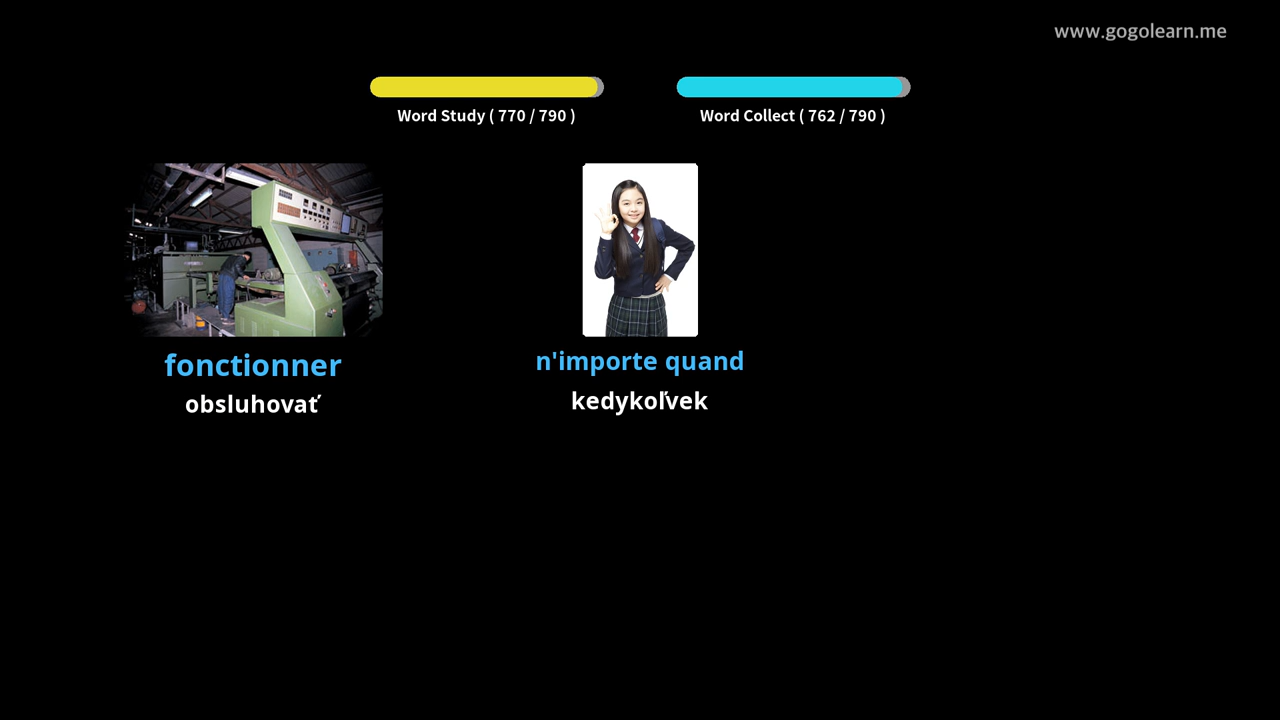 www.gogolearn.me
Word Study ( 770 / 790 )
Word Collect ( 762 / 790 )
fonctionner
obsluhovať
n'importe quand
kedykoľvek